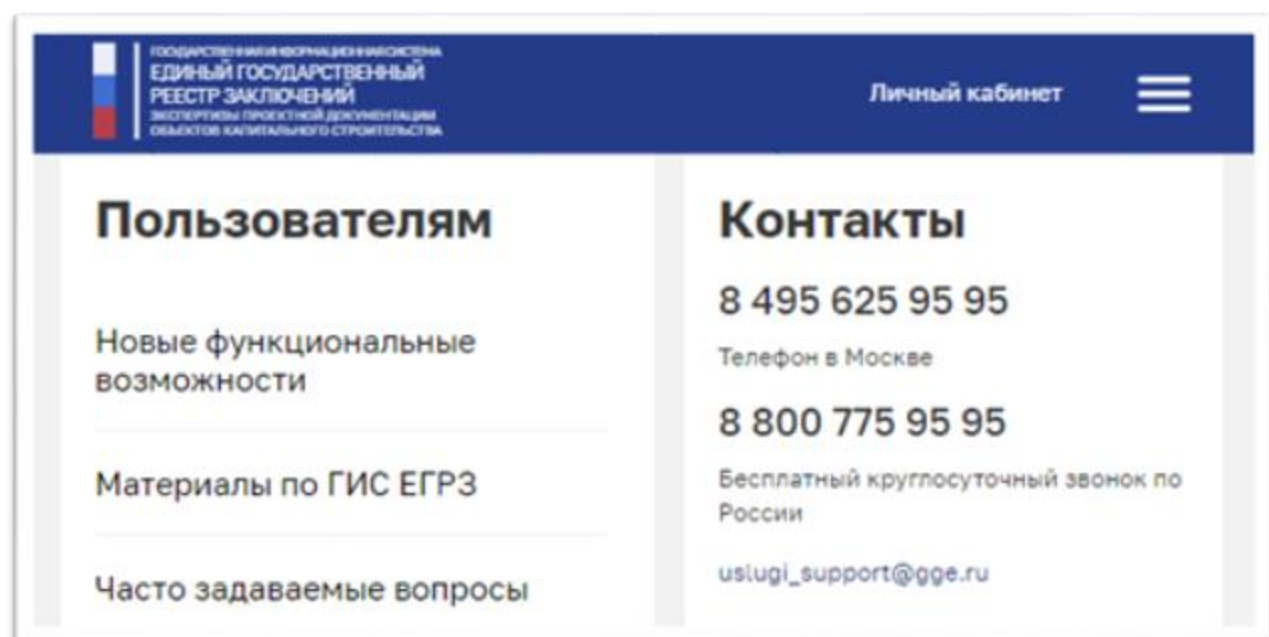 ГОСУДАРСТВЕННАЯ ИНФОРМАЦИОННАЯ СИСТЕМА
ЕДИНЫЙ ГОСУДАРСТВЕННЫЙ
РЕЕСТР ЗАКЛЮЧЕНИЙ
ЭКСПЕРТИЗЫ ПРОЕКТНОЙ ДОКУМЕНТАЦИИ
ОБЪЕКТОВ КАПИТАЛЬНОГО СТРОИТЕЛЬСТВА
Личный кабинет
Пользователям
Новые функциональные
возможности
Материалы по ГИС ЕГРЗ
Часто задаваемые вопросы
Контакты
8 495 625 95 95
Телефон в Москве
8 800 775 95 95
Бесплатный круглосуточный звонок по
России
uslugi_support@gge.ru